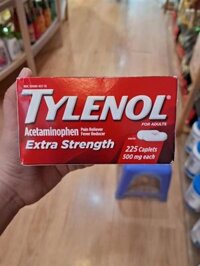 TYLENOL
FOR ADULTS
Acetaminophen Pain Reliever
Fever Reducer
Extra Strength
225 Caplets
500 mg each